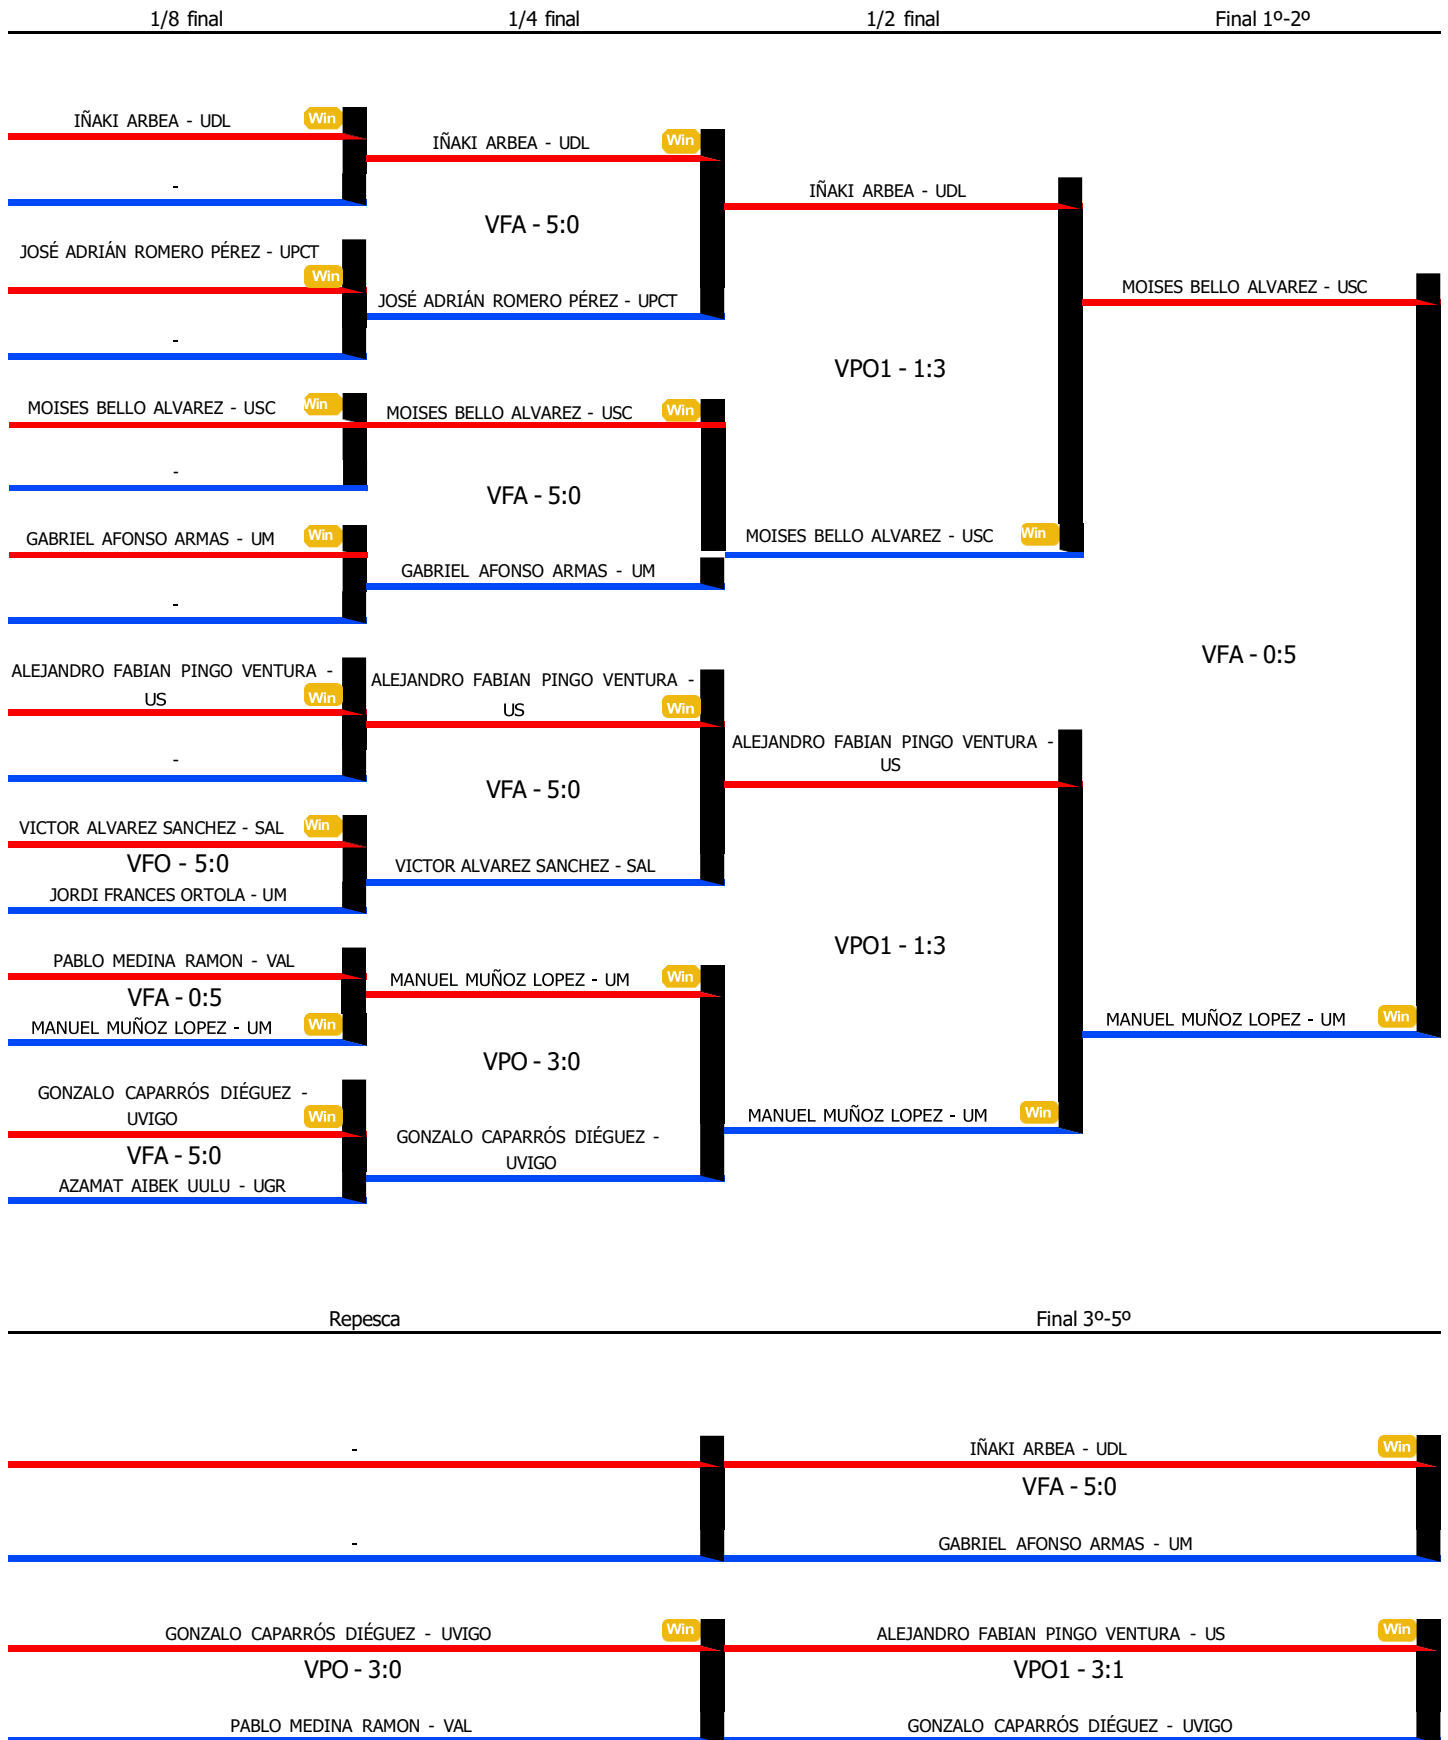 1/8 final
1/4 final
1/2 final
Final 1º-2º
IÑAKI ARBEA - UDL
Win
-
JOSÉ ADRIÁN ROMERO PÉREZ - UPCT
Win
-
MOISES BELLO ALVAREZ - USC
Win
-
GABRIEL AFONSO ARMAS - UM
Win
-
ALEJANDRO FABIAN PINGO VENTURA -
US
Win
-
VICTOR ALVAREZ SANCHEZ - SAL
Win
VFO - 5:0
JORDI FRANCES ORTOLA - UM
PABLO MEDINA RAMON - VAL
VFA - 0:5
MANUEL MUÑOZ LOPEZ - UM
Win
GONZALO CAPARRÓS DIÉGUEZ -
UVIGO
Win
VFA - 5:0
AZAMAT AIBEK UULU - UGR
IÑAKI ARBEA - UDL
Win
VFA - 5:0
JOSÉ ADRIÁN ROMERO PÉREZ - UPCT
MOISES BELLO ALVAREZ - USC
Win
VFA - 5:0
GABRIEL AFONSO ARMAS - UM
ALEJANDRO FABIAN PINGO VENTURA -
US
Win
VFA - 5:0
VICTOR ALVAREZ SANCHEZ - SAL
MANUEL MUÑOZ LOPEZ - UM
Win
VPO - 3:0
GONZALO CAPARRÓS DIÉGUEZ -
UVIGO
IÑAKI ARBEA - UDL
VPO1 - 1:3
MOISES BELLO ALVAREZ - USC
Win
ALEJANDRO FABIAN PINGO VENTURA -
US
VPO1 - 1:3
MANUEL MUÑOZ LOPEZ - UM
Win
MOISES BELLO ALVAREZ - USC
VFA - 0:5
MANUEL MUÑOZ LOPEZ - UM
Win
Repesca
Final 3º-5º
-
-
IÑAKI ARBEA - UDL
Win
VFA - 5:0
GABRIEL AFONSO ARMAS - UM
GONZALO CAPARRÓS DIÉGUEZ - UVIGO
Win
VPO - 3:0
PABLO MEDINA RAMON - VAL
ALEJANDRO FABIAN PINGO VENTURA - US
Win
VPO1 - 3:1
GONZALO CAPARRÓS DIÉGUEZ - UVIGO